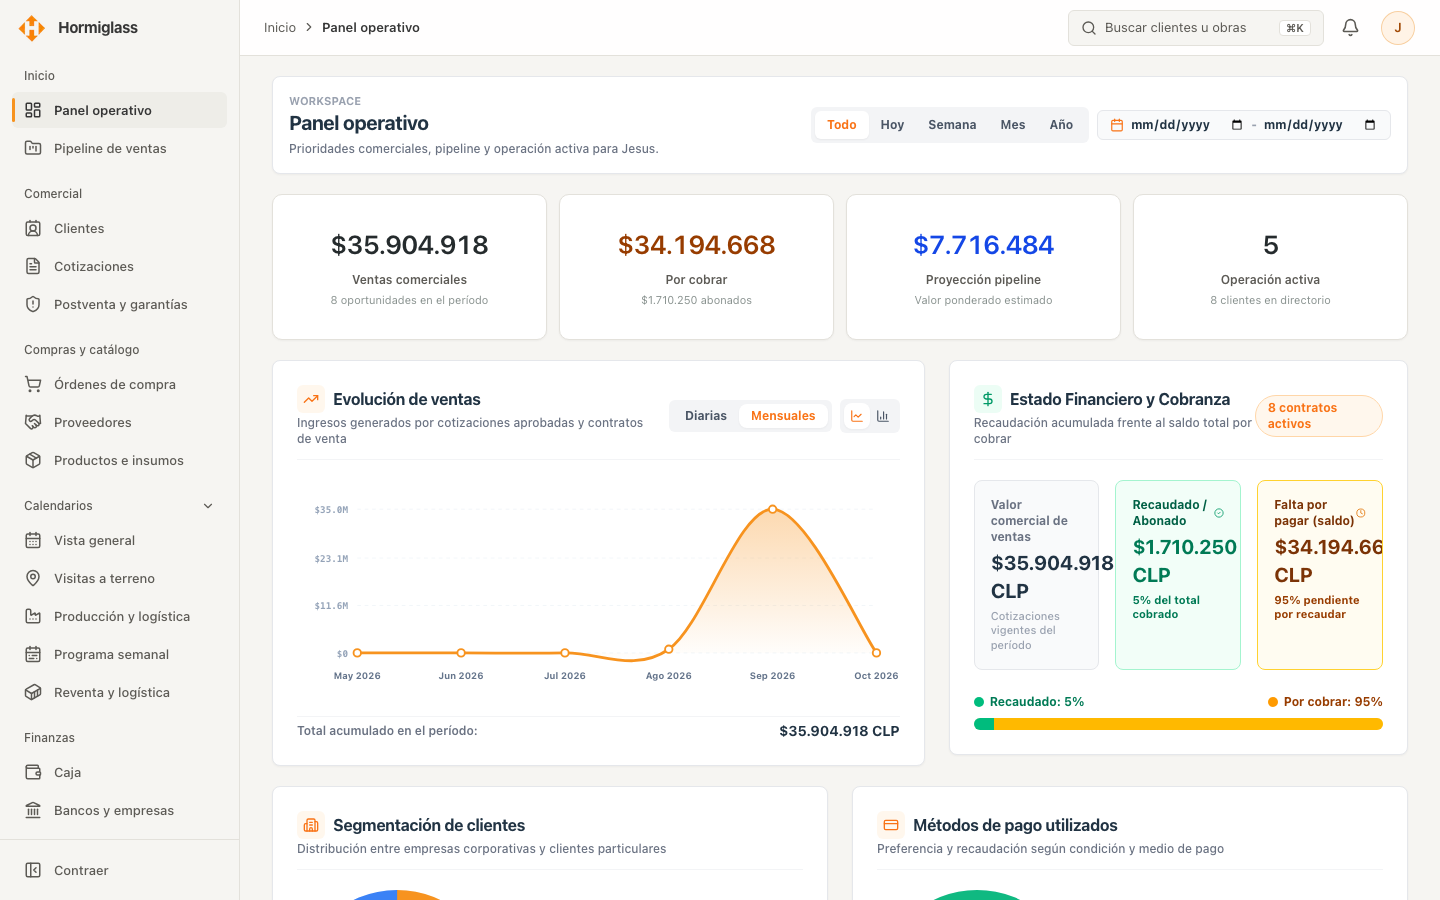 Hormiglass
Inicio
Panel operativo
Pipeline de ventas
Comercial
Clientes
Cotizaciones
Postventa y garantías
Compras y catálogo
Órdenes de compra
Proveedores
Productos e insumos
Calendarios
Vista general
Visitas a terreno
Producción y logística
Programa semanal
Reventa y logística
Finanzas
Caja
Bancos y empresas
Contraer
Inicio > Panel operativo
Buscar clientes u obras ⌘K
J
WORKSPACE
Panel operativo
Prioridades comerciales, pipeline y operación activa para Jesus.
Todo Hoy Semana Mes Año
mm/dd/yyyy - mm/dd/yyyy
$35.904.918
Ventas comerciales
8 oportunidades en el período
$34.194.668
Por cobrar
$1.710.250 abonados
$7.716.484
Proyección pipeline
Valor ponderado estimado
5
Operación activa
8 clientes en directorio
Evolución de ventas
Ingresos generados por cotizaciones aprobadas y contratos
de venta
Diarias Mensuales
$35.0M
$23.1M
$11.6M
$0
May 2026 Jun 2026 Jul 2026 Ago 2026 Sep 2026 Oct 2026
Total acumulado en el período: $35.904.918 CLP
Estado Financiero y Cobranza
Recaudación acumulada frente al saldo total por
cobrar
8 contratos
activos
Valor
comercial de
ventas
$35.904.918
CLP
Cotizaciones
vigentes del
período
Recaudado /
Abonado
$1.710.250
CLP
5% del total
cobrado
Falta por
pagar (saldo)
$34.194.66
CLP
95% pendiente
por recaudar
Recaudado: 5% Por cobrar: 95%
Segmentación de clientes
Distribución entre empresas corporativas y clientes particulares
Métodos de pago utilizados
Preferencia y recaudación según condición y medio de pago